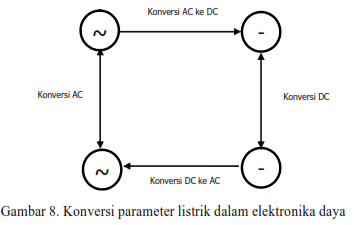 Konversi AC ke DC
~
-
Konversi AC
Konversi DC
~
-
Konversi DC ke AC
Gambar 8. Konversi parameter listrik dalam elektronika daya